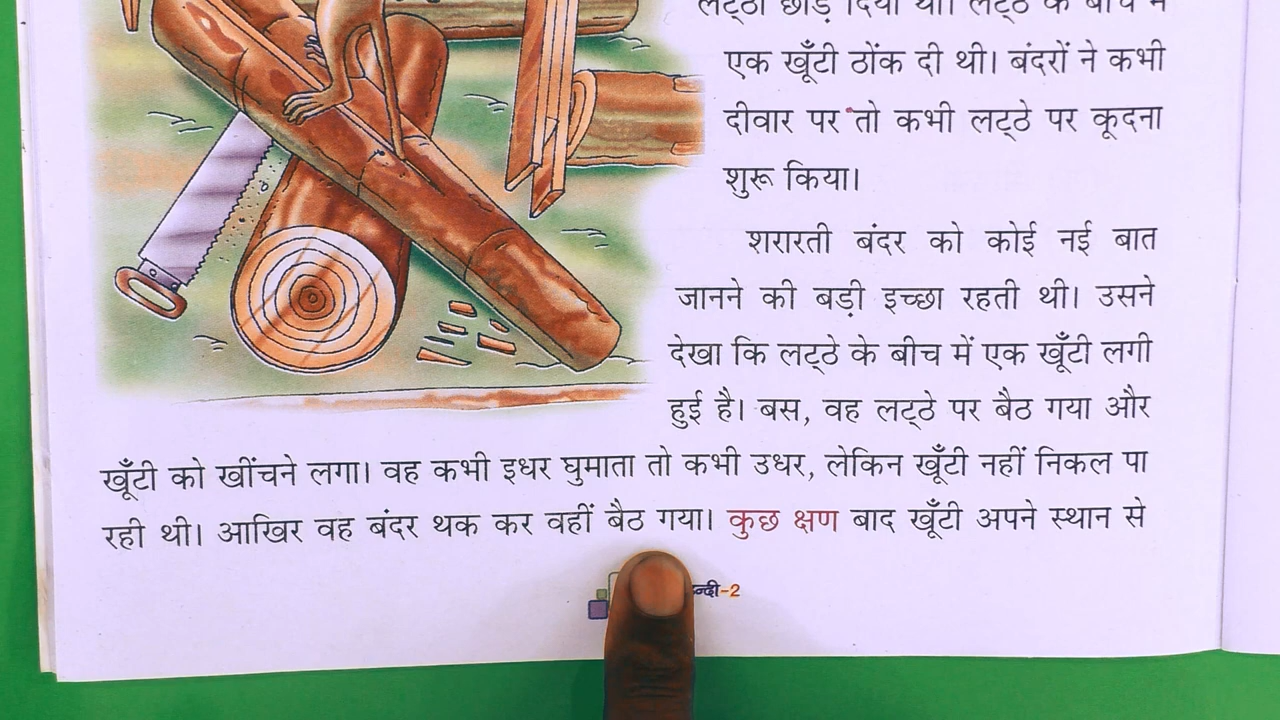 लट्ठा छोड़ दिया था। लट्ठे के बीच में
एक खूँटी ठोंक दी थी। बंदरों ने कभी
दीवार पर तो कभी लट्ठे पर कूदना
शुरू किया।
शरारती बंदर को कोई नई बात
जानने की बड़ी इच्छा रहती थी। उसने
देखा कि लट्ठे के बीच में एक खूँटी लगी
हुई है। बस, वह लट्ठे पर बैठ गया और
खूँटी को खींचने लगा। वह कभी इधर घुमाता तो कभी उधर, लेकिन खूँटी नहीं निकल पा
रही थी। आखिर वह बंदर थक कर वहीं बैठ गया। कुछ क्षण बाद खूँटी अपने स्थान से